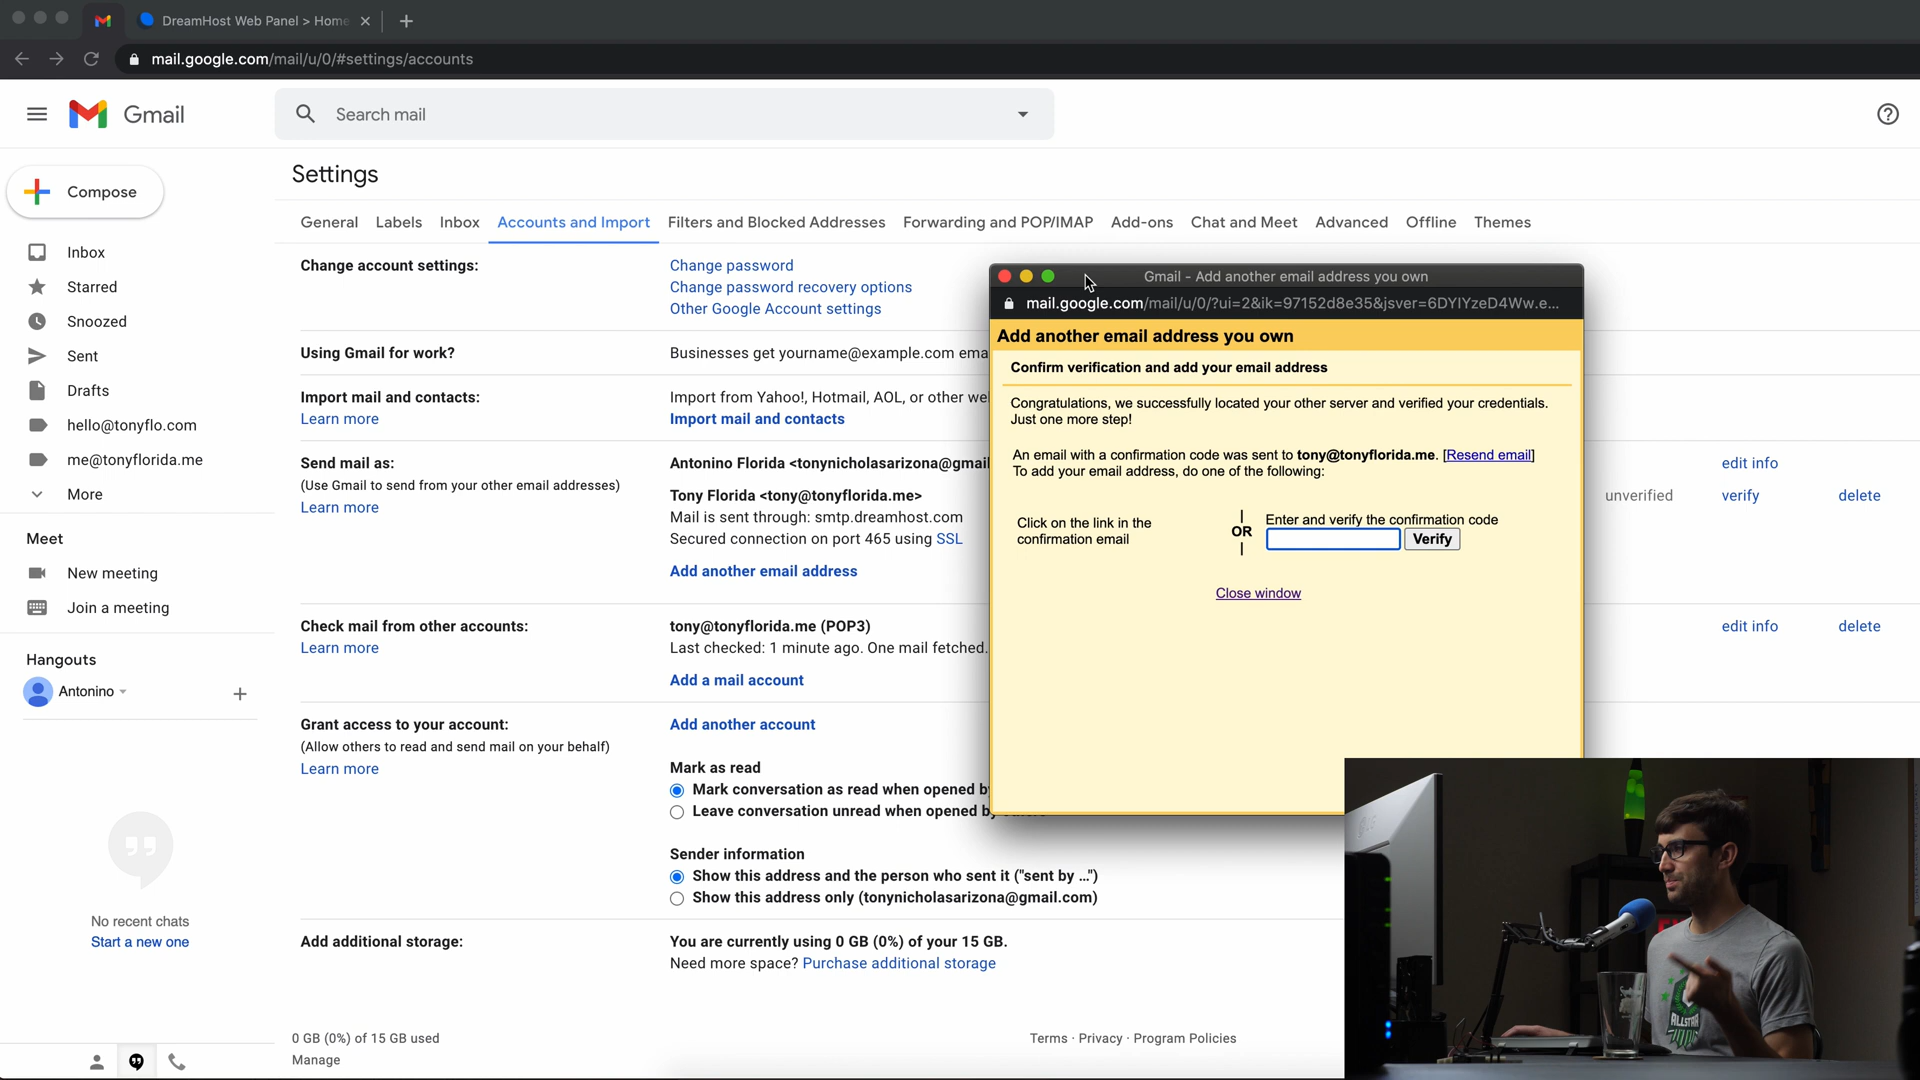 DreamHost Web Panel > Home
mail.google.com/mail/u/0/#settings/accounts
Gmail
Search mail
Compose
Inbox
Starred
Snoozed
Sent
Drafts
hello@tonyflo.com
me@tonyflorida.me
More
Meet
New meeting
Join a meeting
Hangouts
Antonino
No recent chats
Start a new one
Settings
General Labels Inbox Accounts and Import Filters and Blocked Addresses Forwarding and POP/IMAP Add-ons Chat and Meet Advanced Offline Themes
Change account settings:
Change password
Change password recovery options
Other Google Account settings
Using Gmail for work?
Businesses get yourname@example.com ema
Import mail and contacts:
Learn more
Import from Yahoo!, Hotmail, AOL, or other we
Import mail and contacts
Send mail as:
(Use Gmail to send from your other email addresses)
Learn more
Antonino Florida <tonynicholasarizona@gmail
edit info
Tony Florida <tony@tonyflorida.me>
Mail is sent through: smtp.dreamhost.com
Secured connection on port 465 using SSL
unverified verify delete
Add another email address
Check mail from other accounts:
Learn more
tony@tonyflorida.me (POP3)
Last checked: 1 minute ago. One mail fetched.
edit info delete
Add a mail account
Grant access to your account:
(Allow others to read and send mail on your behalf)
Learn more
Add another account
Mark as read
Mark conversation as read when opened b
Leave conversation unread when opened by
Sender information
Show this address and the person who sent it ("sent by ...")
Show this address only (tonynicholasarizona@gmail.com)
Add additional storage:
You are currently using 0 GB (0%) of your 15 GB.
Need more space? Purchase additional storage
0 GB (0%) of 15 GB used
Manage
Terms · Privacy · Program Policies
Gmail - Add another email address you own
mail.google.com/mail/u/0/?ui=2&ik=97152d8e35&jsver=6DYIYzeD4Ww.e...
Add another email address you own
Confirm verification and add your email address
Congratulations, we successfully located your other server and verified your credentials.
Just one more step!
An email with a confirmation code was sent to tony@tonyflorida.me. [Resend email]
To add your email address, do one of the following:
Click on the link in the
confirmation email
OR
Enter and verify the confirmation code
Verify
Close window
ALLSTAR